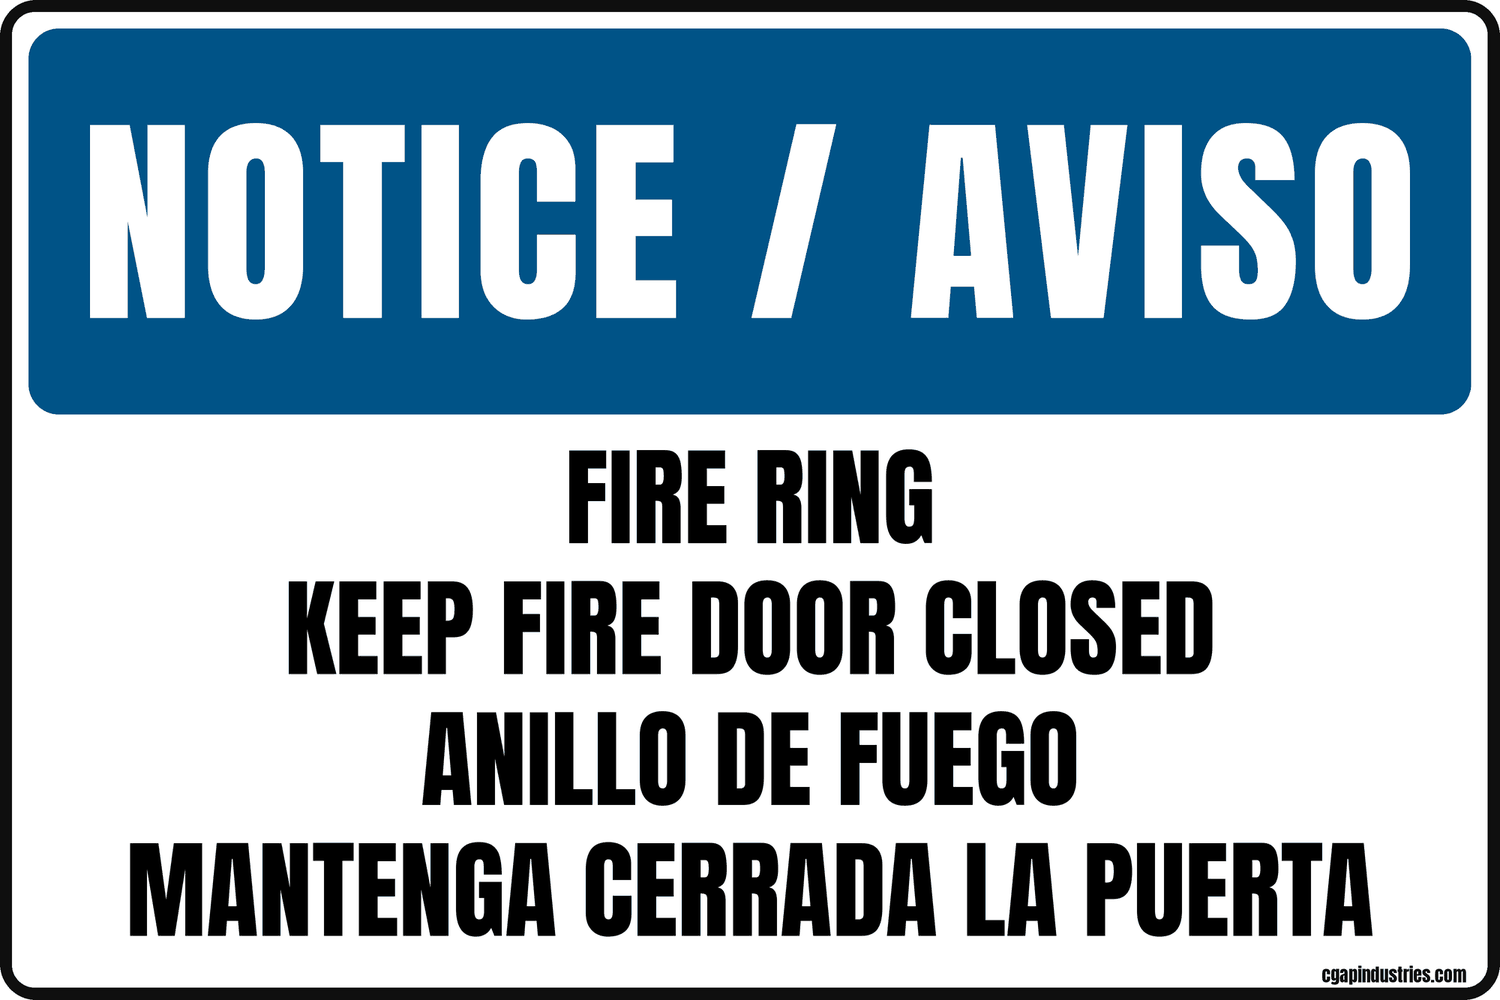 NOTICE / AVISO
FIRE RING
KEEP FIRE DOOR CLOSED
ANILLO DE FUEGO
MANTENGA CERRADA LA PUERTA
cgapindustries.com